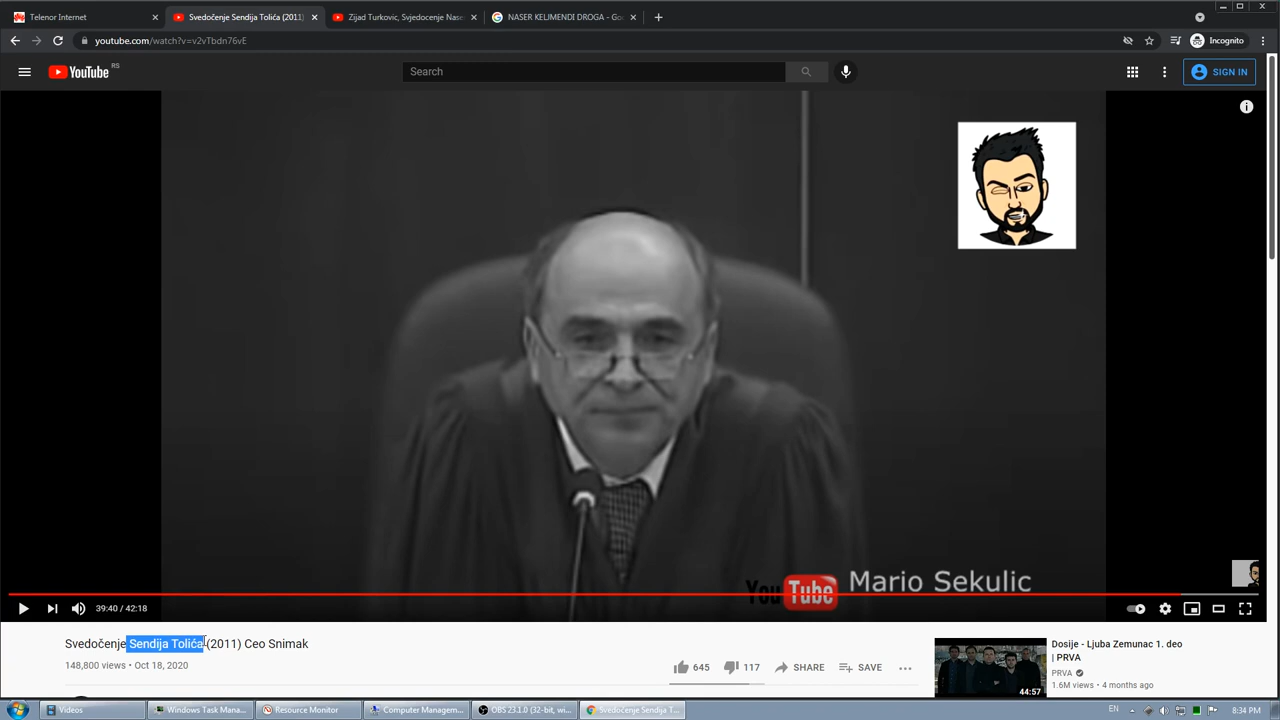 Telenor Internet
Svedočenje Sendija Tolića (2011)
Zijad Turkovic, Svjedocenje Nase
NASER KELIMENDI DROGA - Goo
youtube.com/watch?v=v2vTbdn76vE
Incognito
YouTube RS
Search
SIGN IN
YouTube Mario Sekulic
39:40 / 42:18
Svedočenje Sendija Tolića (2011) Ceo Snimak
148,800 views • Oct 18, 2020
645
117
SHARE
SAVE
Dosije - Ljuba Zemunac 1. deo
| PRVA
PRVA
1.6M views • 4 months ago
44:57
Videos
Windows Task Mana...
Resource Monitor
Computer Managem...
OBS 23.1.0 (32-bit, wi...
Svedočenje Sendija T...
EN
8:34 PM